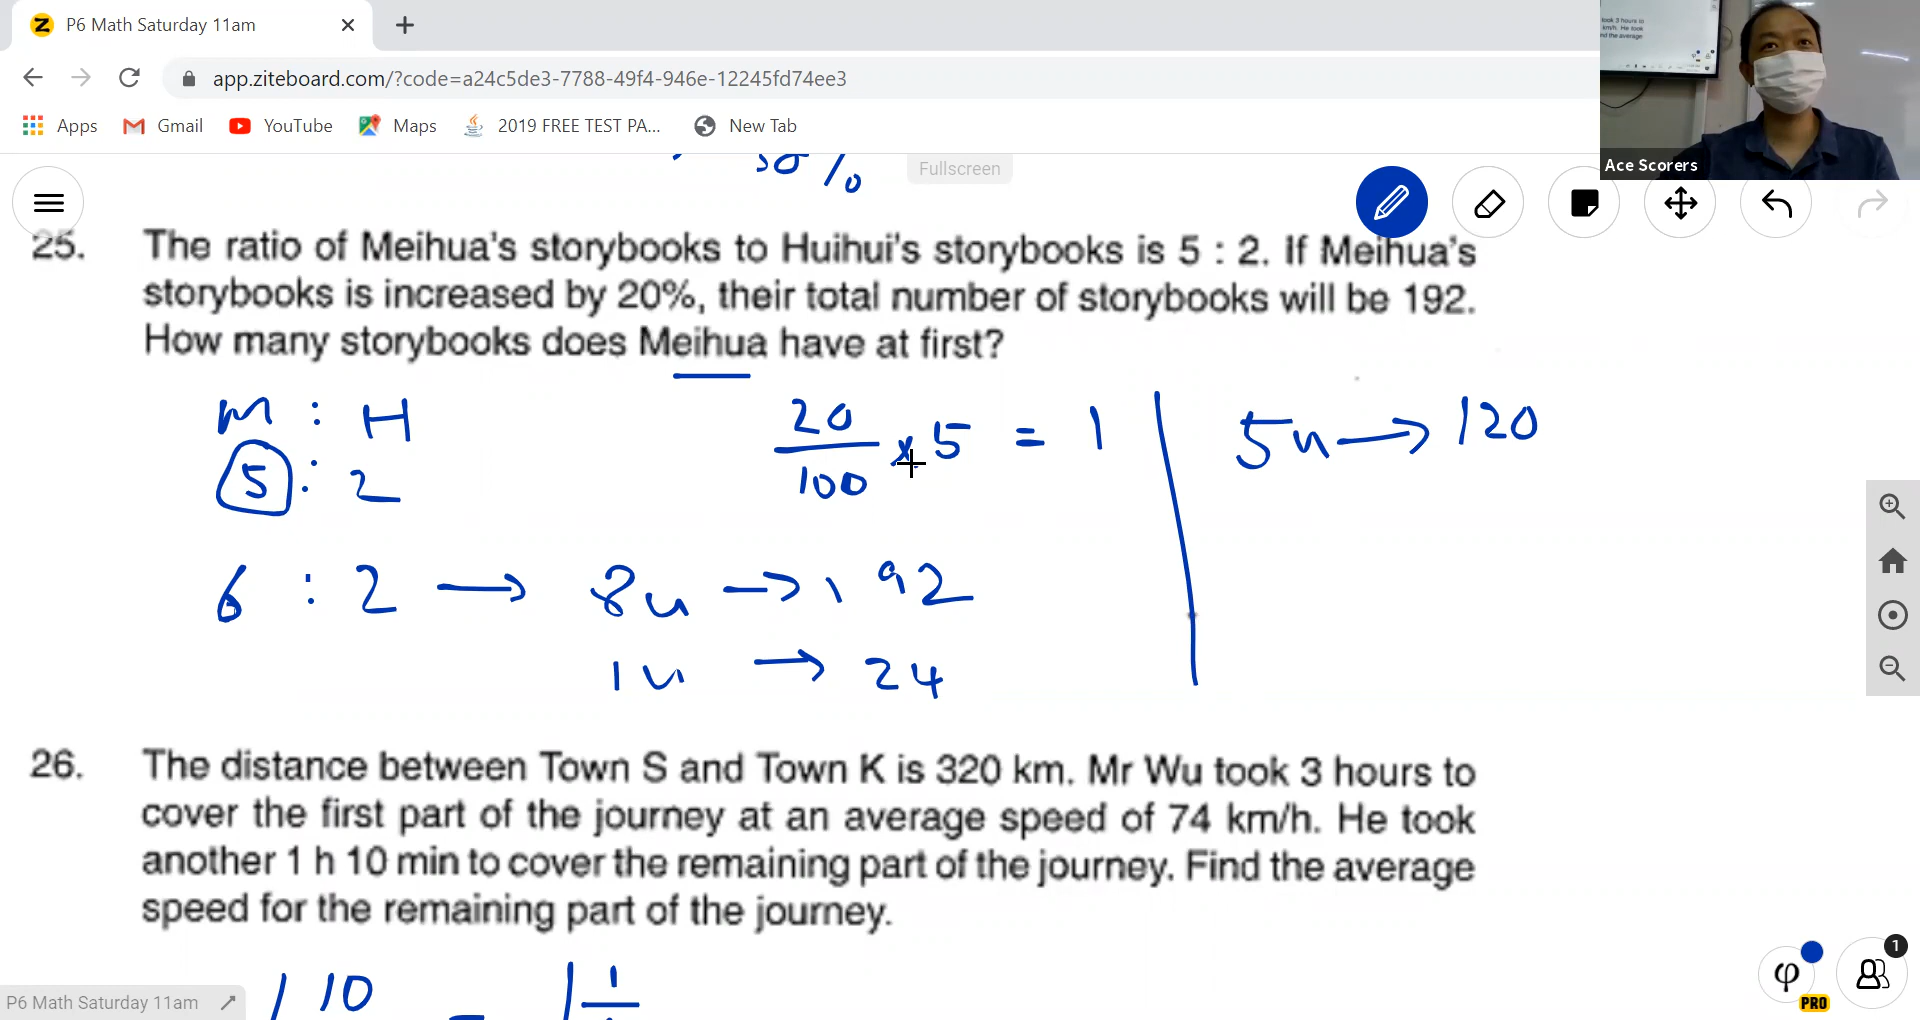 P6 Math Saturday 11am
app.ziteboard.com/?code=a24c5de3-7788-49f4-946e-12245fd74ee3
Apps Gmail YouTube Maps 2019 FREE TEST PA... New Tab
Ace Scorers
Fullscreen
25. The ratio of Meihua's storybooks to Huihui's storybooks is 5 : 2. If Meihua's
storybooks is increased by 20%, their total number of storybooks will be 192.
How many storybooks does Meihua have at first?
M : H
5 : 2
20/100 × 5 = 1
5u → 120
6 : 2 → 8u → 192
1u → 24
26. The distance between Town S and Town K is 320 km. Mr Wu took 3 hours to
cover the first part of the journey at an average speed of 74 km/h. He took
another 1 h 10 min to cover the remaining part of the journey. Find the average
speed for the remaining part of the journey.
P6 Math Saturday 11am
φ PRO
1